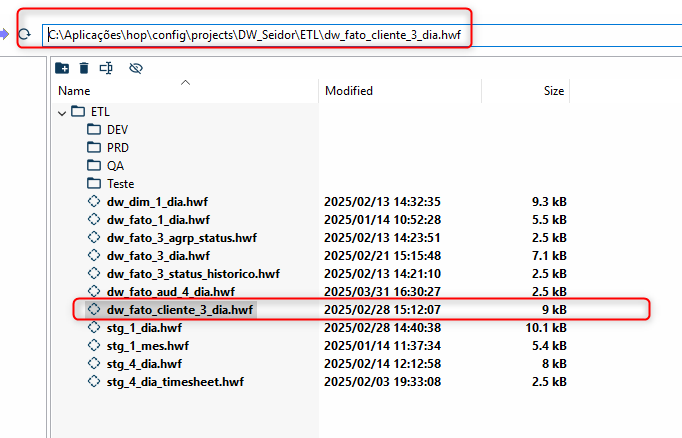 C:\Aplicações\hop\config\projects\DW_Seidor\ETL\dw_fato_cliente_3_dia.hwf
Name Modified Size
ETL
DEV
PRD
QA
Teste
dw_dim_1_dia.hwf 2025/02/13 14:32:35 9.3 kB
dw_fato_1_dia.hwf 2025/01/14 10:52:28 5.5 kB
dw_fato_3_agrp_status.hwf 2025/02/13 14:23:51 2.5 kB
dw_fato_3_dia.hwf 2025/02/21 15:15:48 7.1 kB
dw_fato_3_status_historico.hwf 2025/02/13 14:21:10 2.5 kB
dw_fato_aud_4_dia.hwf 2025/03/31 16:30:27 2.5 kB
dw_fato_cliente_3_dia.hwf 2025/02/28 15:12:07 9 kB
stg_1_dia.hwf 2025/02/28 14:40:38 10.1 kB
stg_1_mes.hwf 2025/01/14 11:37:34 5.4 kB
stg_4_dia.hwf 2025/02/14 12:12:58 8 kB
stg_4_dia_timesheet.hwf 2025/02/03 19:33:08 2.5 kB